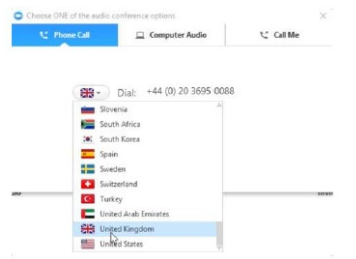 Choose ONE of the audio conference options
Phone Call
Computer Audio
Call Me
Dial: +44 (0) 20 3695 0088
Slovenia
South Africa
South Korea
Spain
Sweden
Switzerland
Turkey
United Arab Emirates
United Kingdom
United States